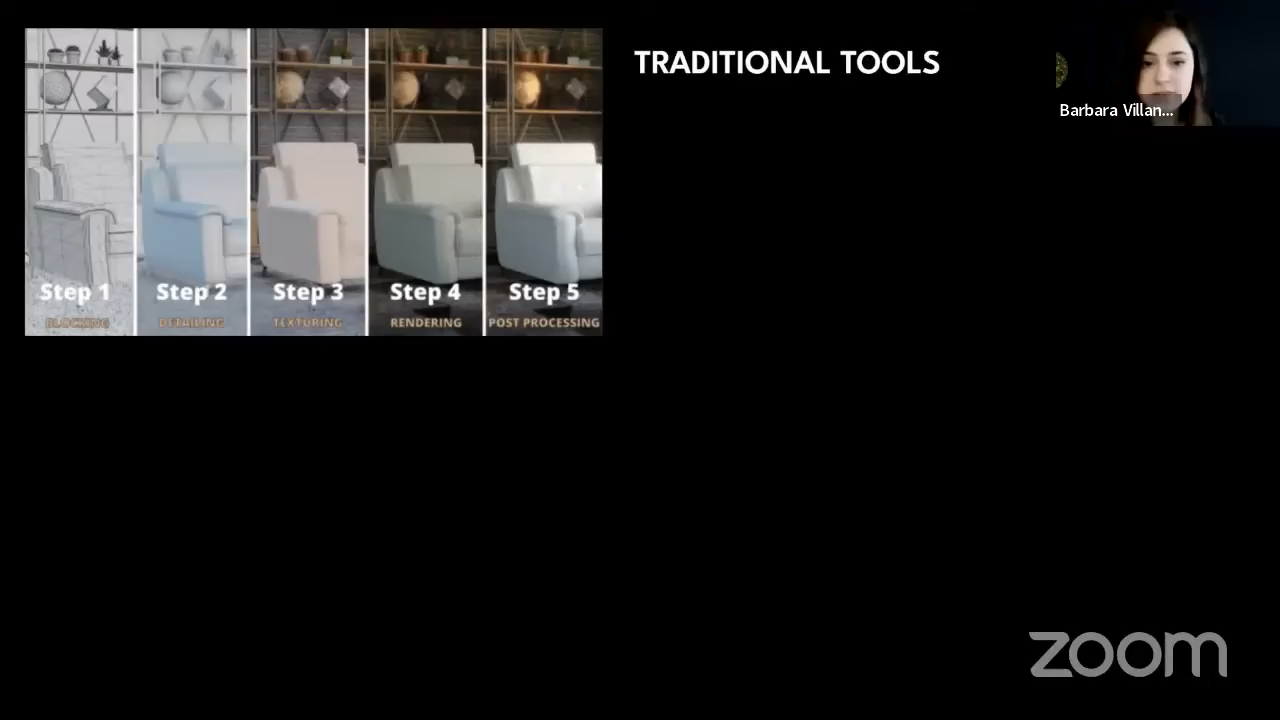 TRADITIONAL TOOLS
Barbara Villan...
Step 1
Step 2
Step 3
Step 4
Step 5
BLOCKING
DETAILING
TEXTURING
RENDERING
POST PROCESSING
zoom